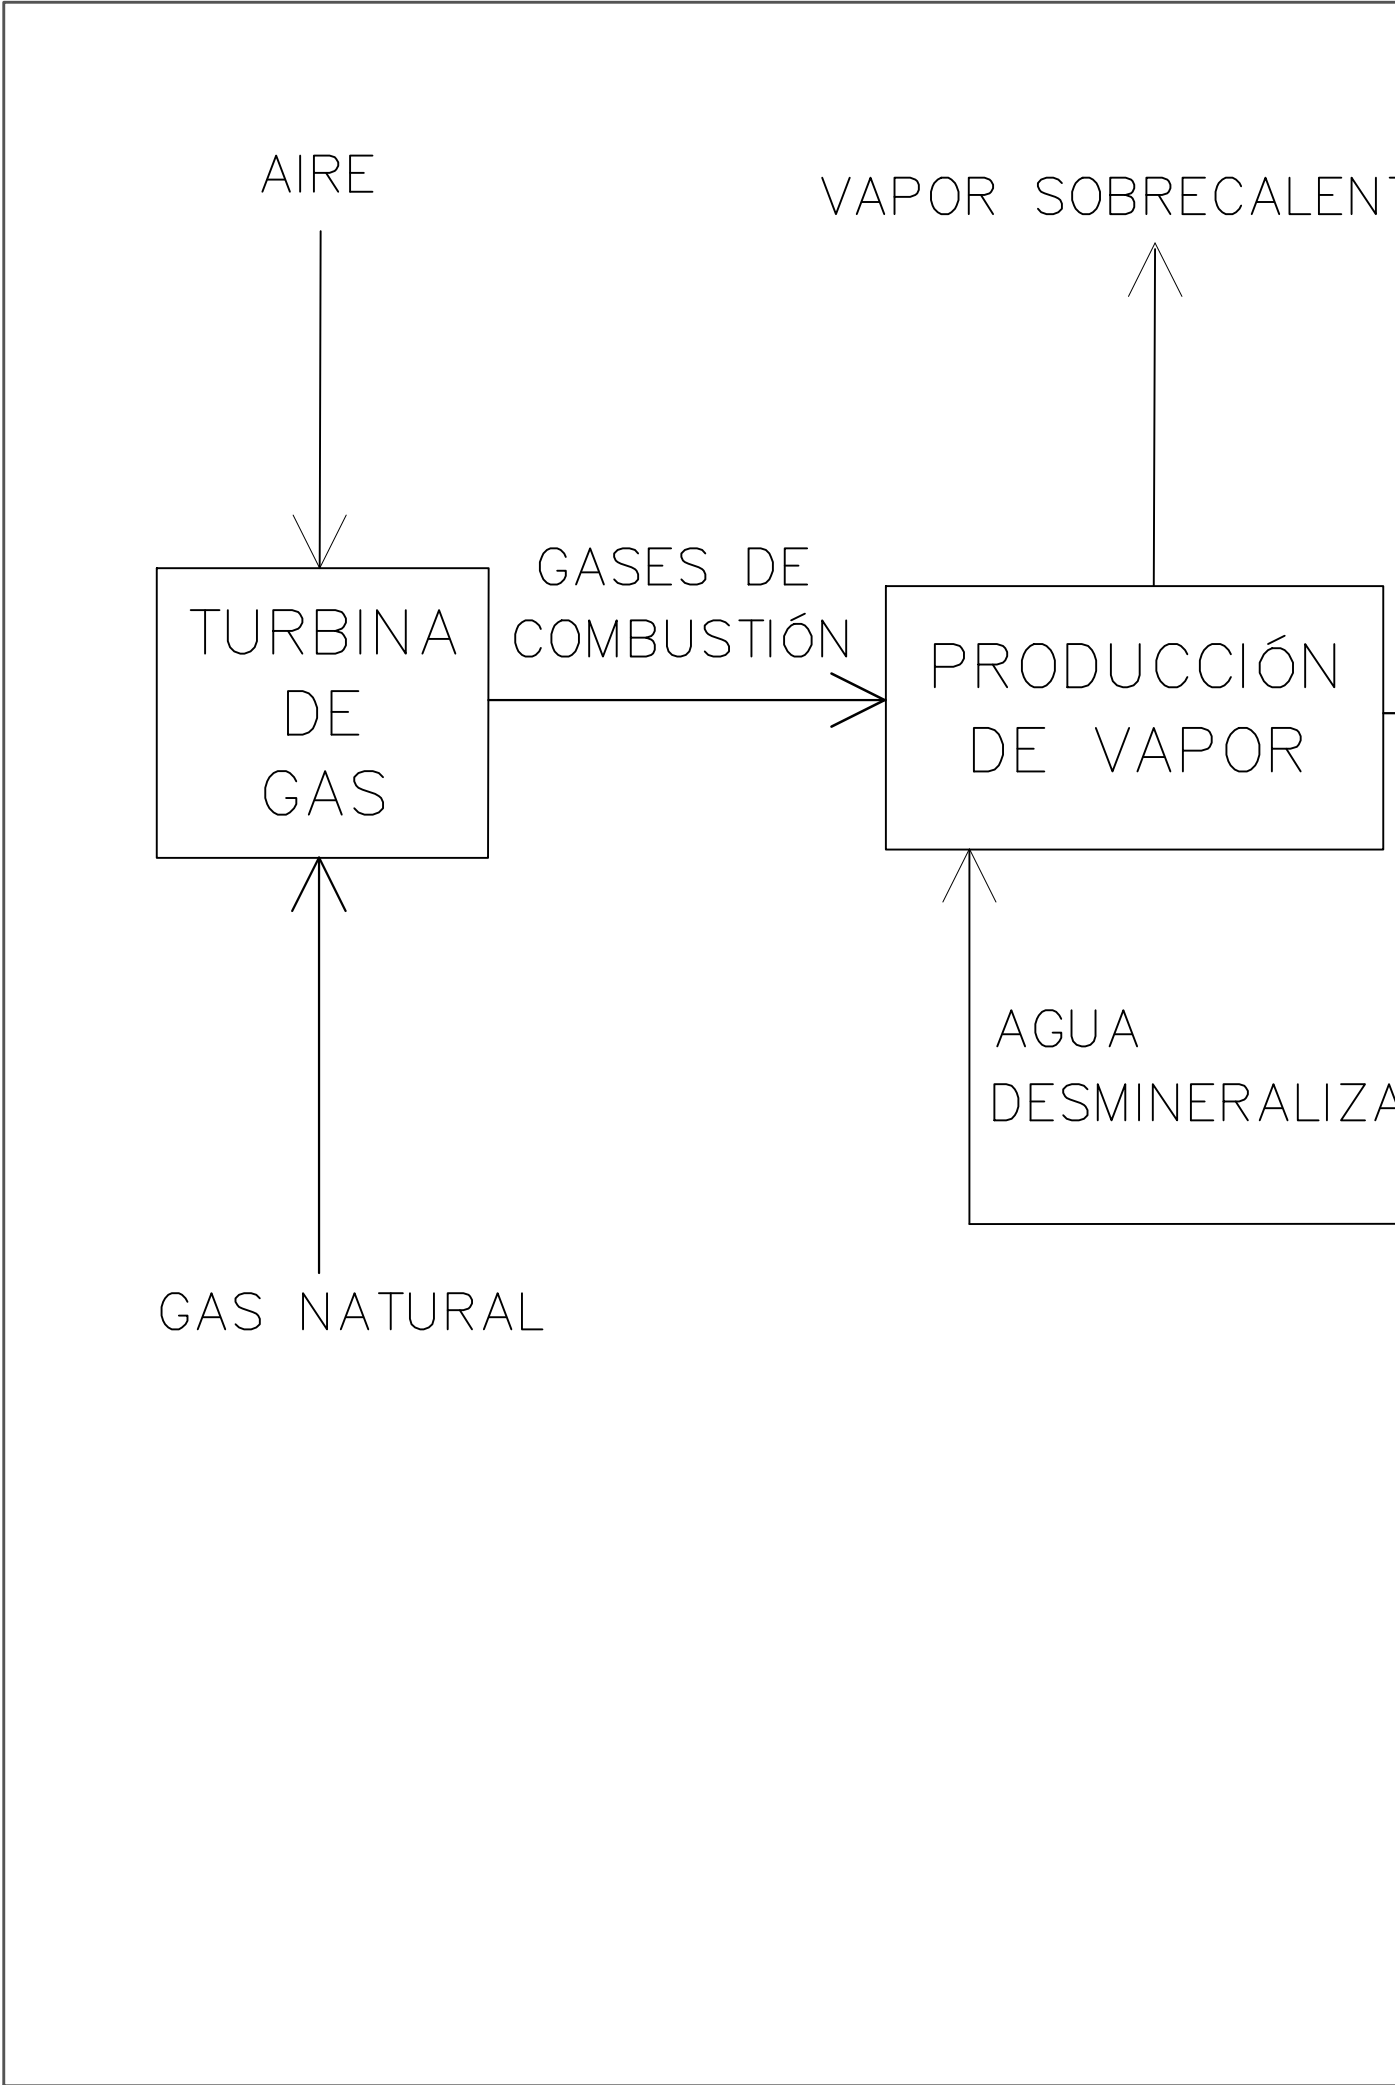 AIRE
VAPOR SOBRECALENT
GASES DE
COMBUSTIÓN
TURBINA
DE
GAS
PRODUCCIÓN
DE VAPOR
AGUA
DESMINERALIZA
GAS NATURAL